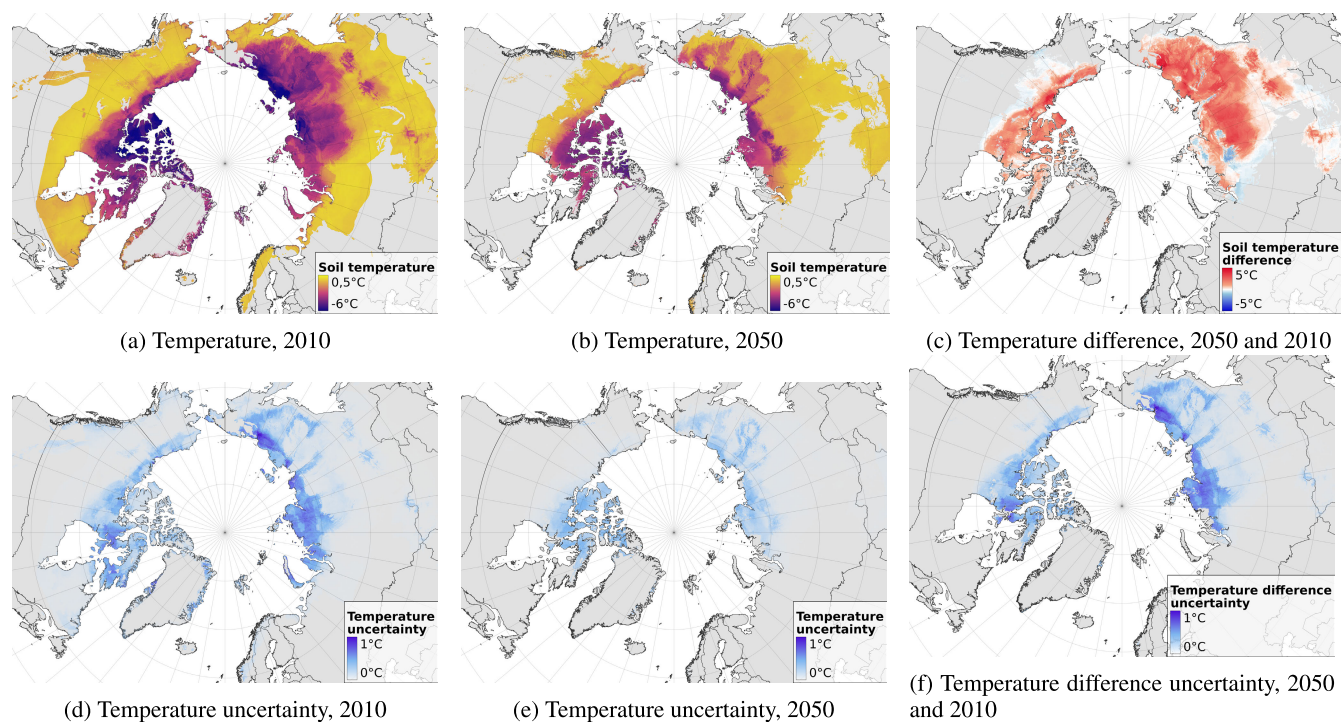 Soil temperature
0,5°C
-6°C
(a) Temperature, 2010
Soil temperature
0,5°C
-6°C
(b) Temperature, 2050
Soil temperature
difference
5°C
-5°C
(c) Temperature difference, 2050 and 2010
Temperature
uncertainty
1°C
0°C
(d) Temperature uncertainty, 2010
Temperature
uncertainty
1°C
0°C
(e) Temperature uncertainty, 2050
Temperature difference
uncertainty
1°C
0°C
(f) Temperature difference uncertainty, 2050
and 2010